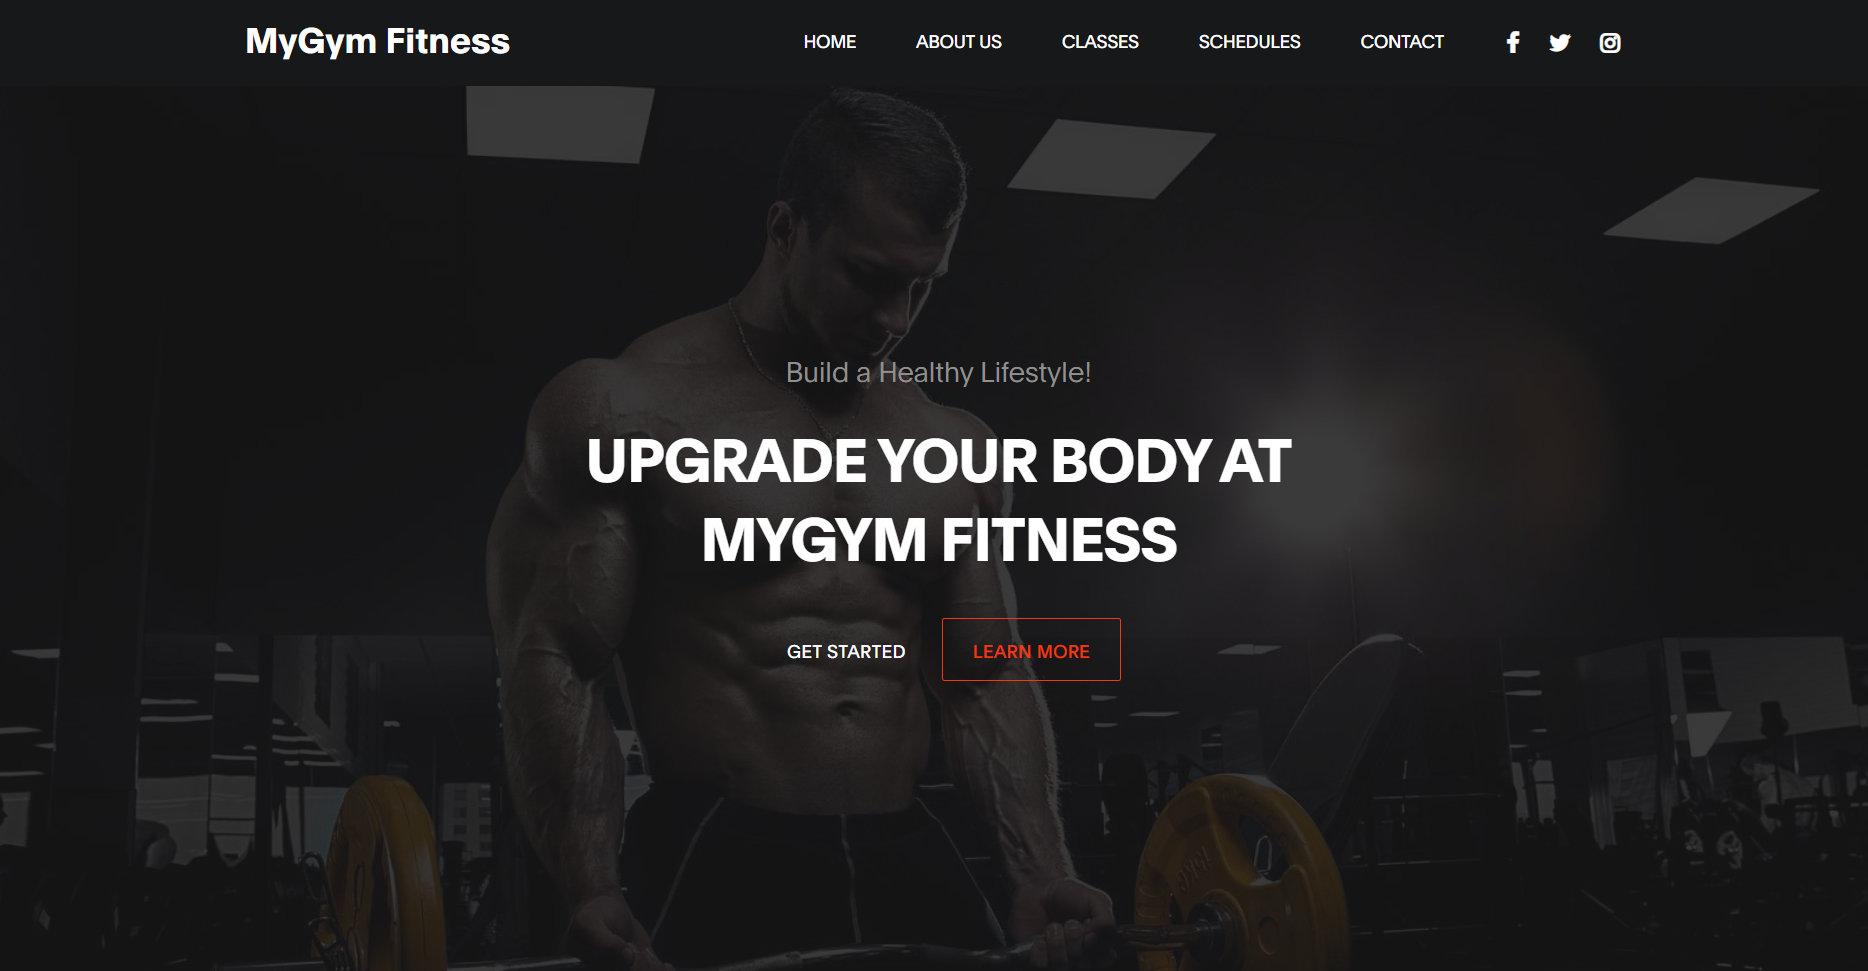 MyGym Fitness
HOME
ABOUT US
CLASSES
SCHEDULES
CONTACT
Build a Healthy Lifestyle!
UPGRADE YOUR BODY AT
MYGYM FITNESS
GET STARTED
LEARN MORE